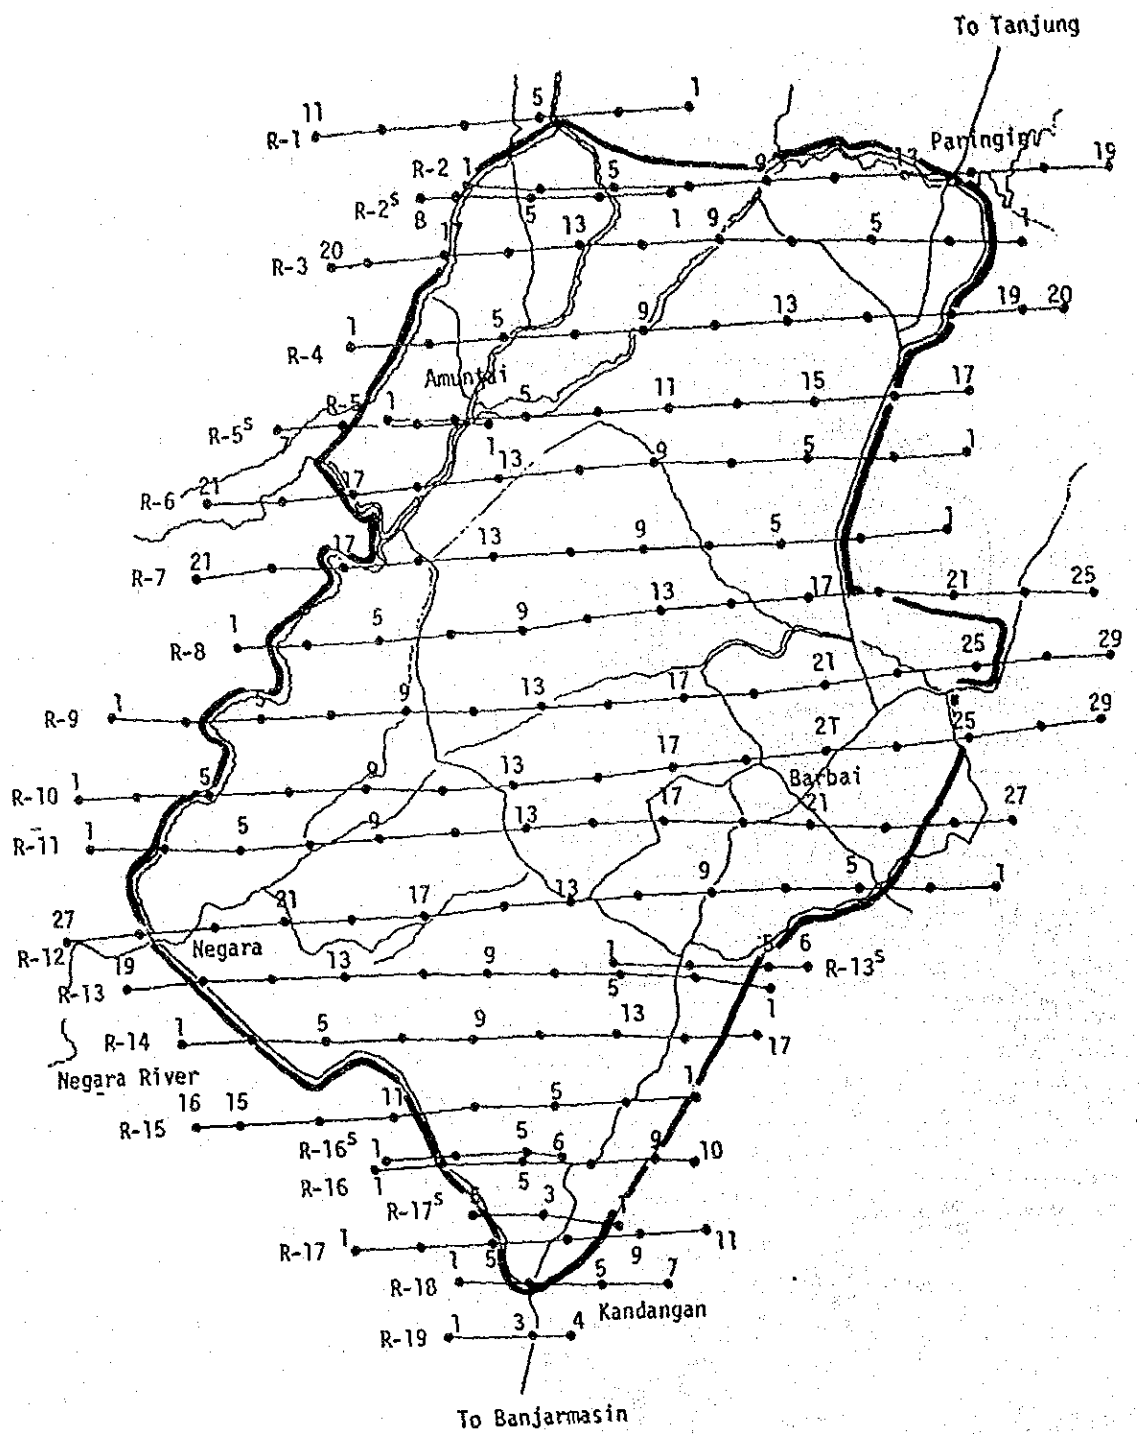 To Tanjung
11 5 1
R-1
Paringin
R-2 1 5 9 13 19
R-2S 8 5 1
17 13 9 5 1
R-3 20
R-4 1 5 9 13 19 20
Amuntai
R-5 1 5 11 15 17
R-5S 7 1
R-6 21 17 13 9 5 1
R-7 21 17 13 9 5 1
R-8 1 5 9 13 17 21 25
R-9 1 5 9 13 17 21 25 29
R-10 1 5 9 13 17 21 25 29
Barbai
R-11 1 5 9 13 17 21 27
R-12 27 21 17 13 9 5 1
Negara
R-13 19 13 9 5 1
1 5 6 R-13S
R-14 1 5 9 13 17
Negara River
R-15 16 15 11 5 1
R-16S 1 5 6
R-16 1 5 9 10
R-17S 3 1
R-17 1 5 9 11
R-18 1 5 7
Kandangan
R-19 1 3 4
To Banjarmasin